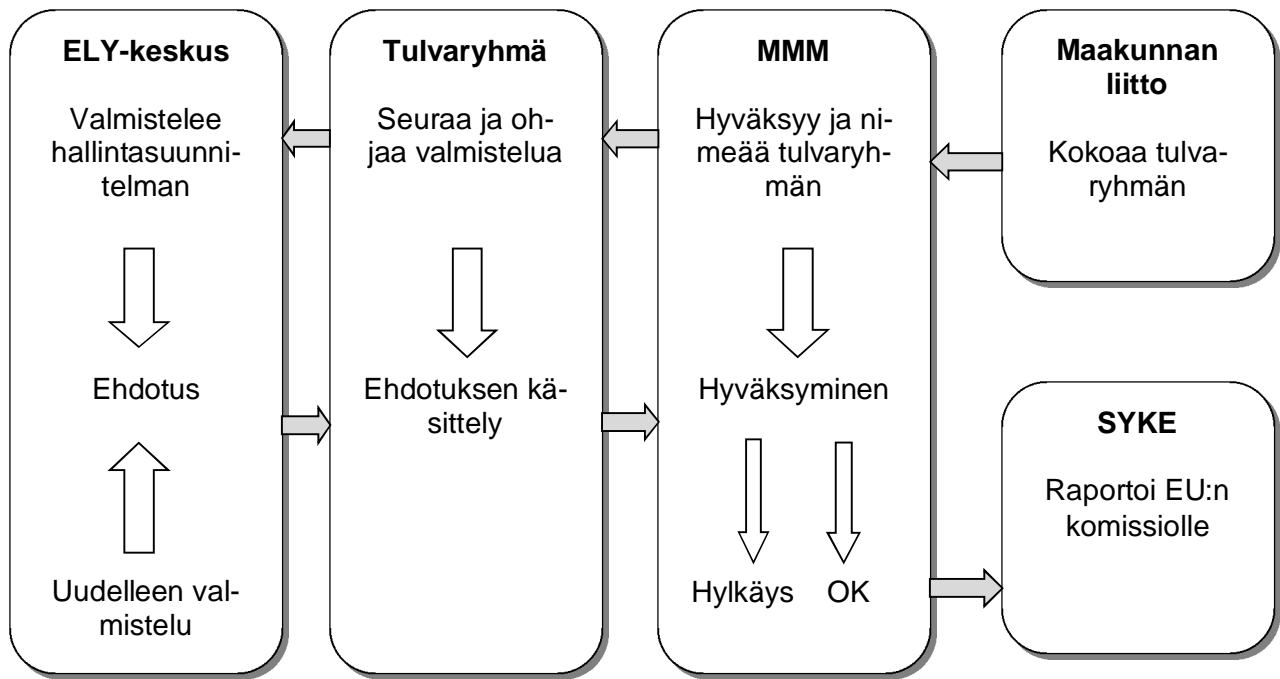 ELY-keskus
Valmistelee
hallintasuunni-
telman
Ehdotus
Uudelleen val-
mistelu
Tulvaryhmä
Seuraa ja oh-
jaa valmistelua
Ehdotuksen kä-
sittely
MMM
Hyväksyy ja ni-
meää tulvaryh-
män
Hyväksyminen
Hylkäys OK
Maakunnan
liitto
Kokoaa tulva-
ryhmän
SYKE
Raportoi EU:n
komissiolle